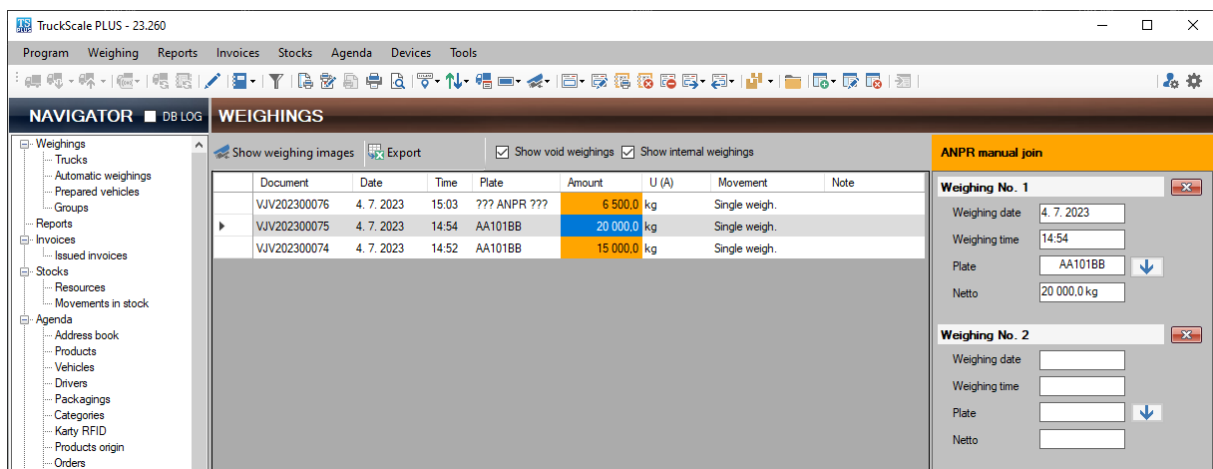 TruckScale PLUS - 23.260
Program Weighing Reports Invoices Stocks Agenda Devices Tools
NAVIGATOR DB LOG
Weighings
Trucks
Automatic weighings
Prepared vehicles
Groups
Reports
Invoices
Issued invoices
Stocks
Resources
Movements in stock
Agenda
Address book
Products
Vehicles
Drivers
Packagings
Categories
Karty RFID
Products origin
Orders
WEIGHINGS
Show weighing images Export Show void weighings Show internal weighings
Document Date Time Plate Amount U (A) Movement Note
VJV202300076 4. 7. 2023 15:03 ??? ANPR ??? 6 500,0 kg Single weigh.
VJV202300075 4. 7. 2023 14:54 AA101BB 20 000,0 kg Single weigh.
VJV202300074 4. 7. 2023 14:52 AA101BB 15 000,0 kg Single weigh.
ANPR manual join
Weighing No. 1
Weighing date 4. 7. 2023
Weighing time 14:54
Plate AA101BB
Netto 20 000,0 kg
Weighing No. 2
Weighing date
Weighing time
Plate
Netto